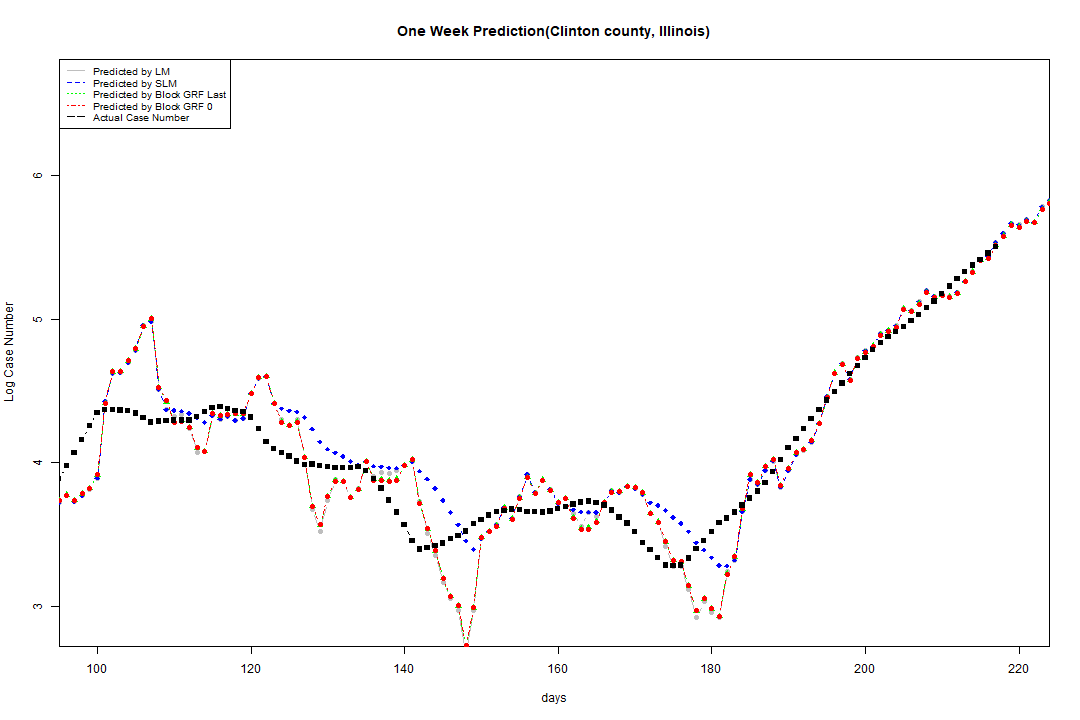 One Week Prediction(Clinton county, Illinois)
Predicted by LM
Predicted by SLM
Predicted by Block GRF Last
Predicted by Block GRF 0
Actual Case Number
Log Case Number
6
5
4
3
100 120 140 160 180 200 220
days